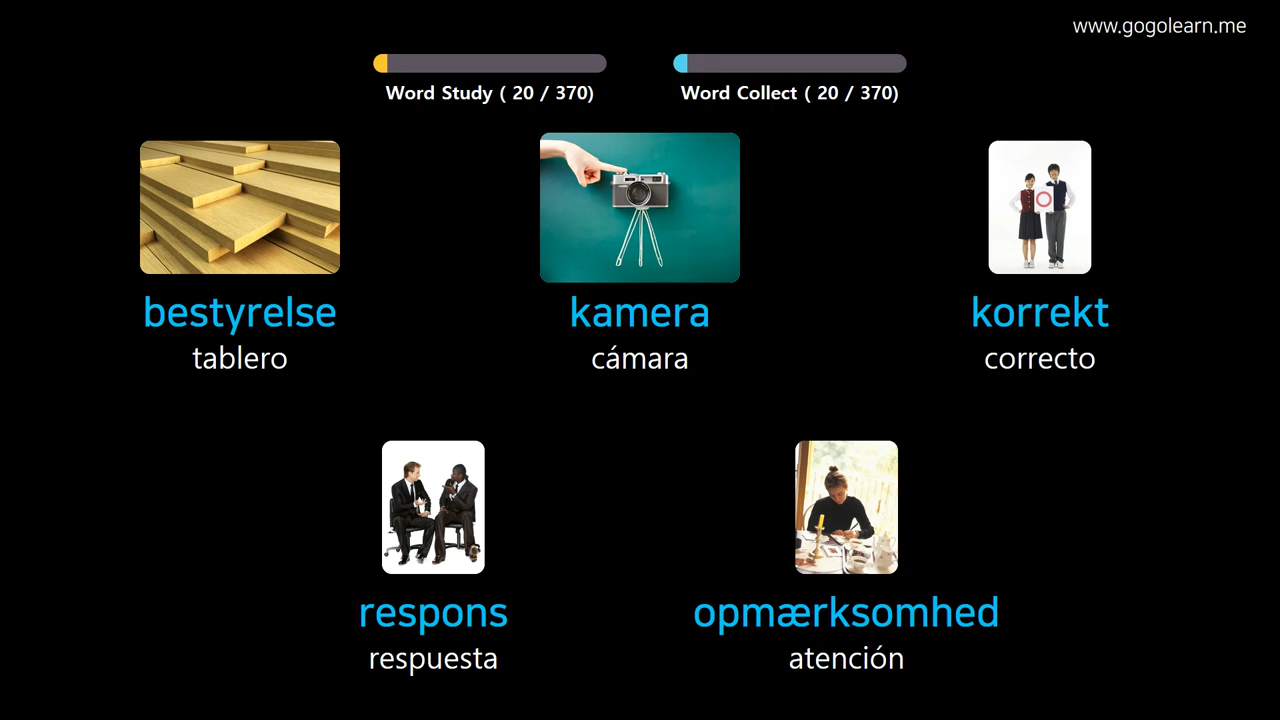 www.gogolearn.me
Word Study ( 20 / 370)
Word Collect ( 20 / 370)
bestyrelse
tablero
kamera
cámara
korrekt
correcto
respons
respuesta
opmærksomhed
atención